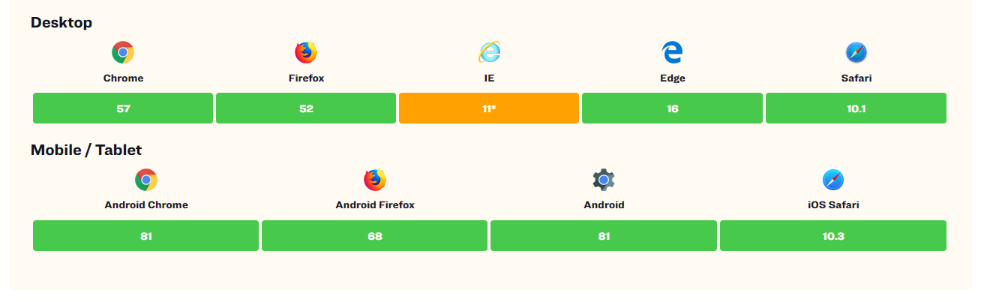 Desktop
Chrome Firefox IE Edge Safari
57 52 11* 16 10.1
Mobile / Tablet
Android Chrome Android Firefox Android iOS Safari
81 68 81 10.3